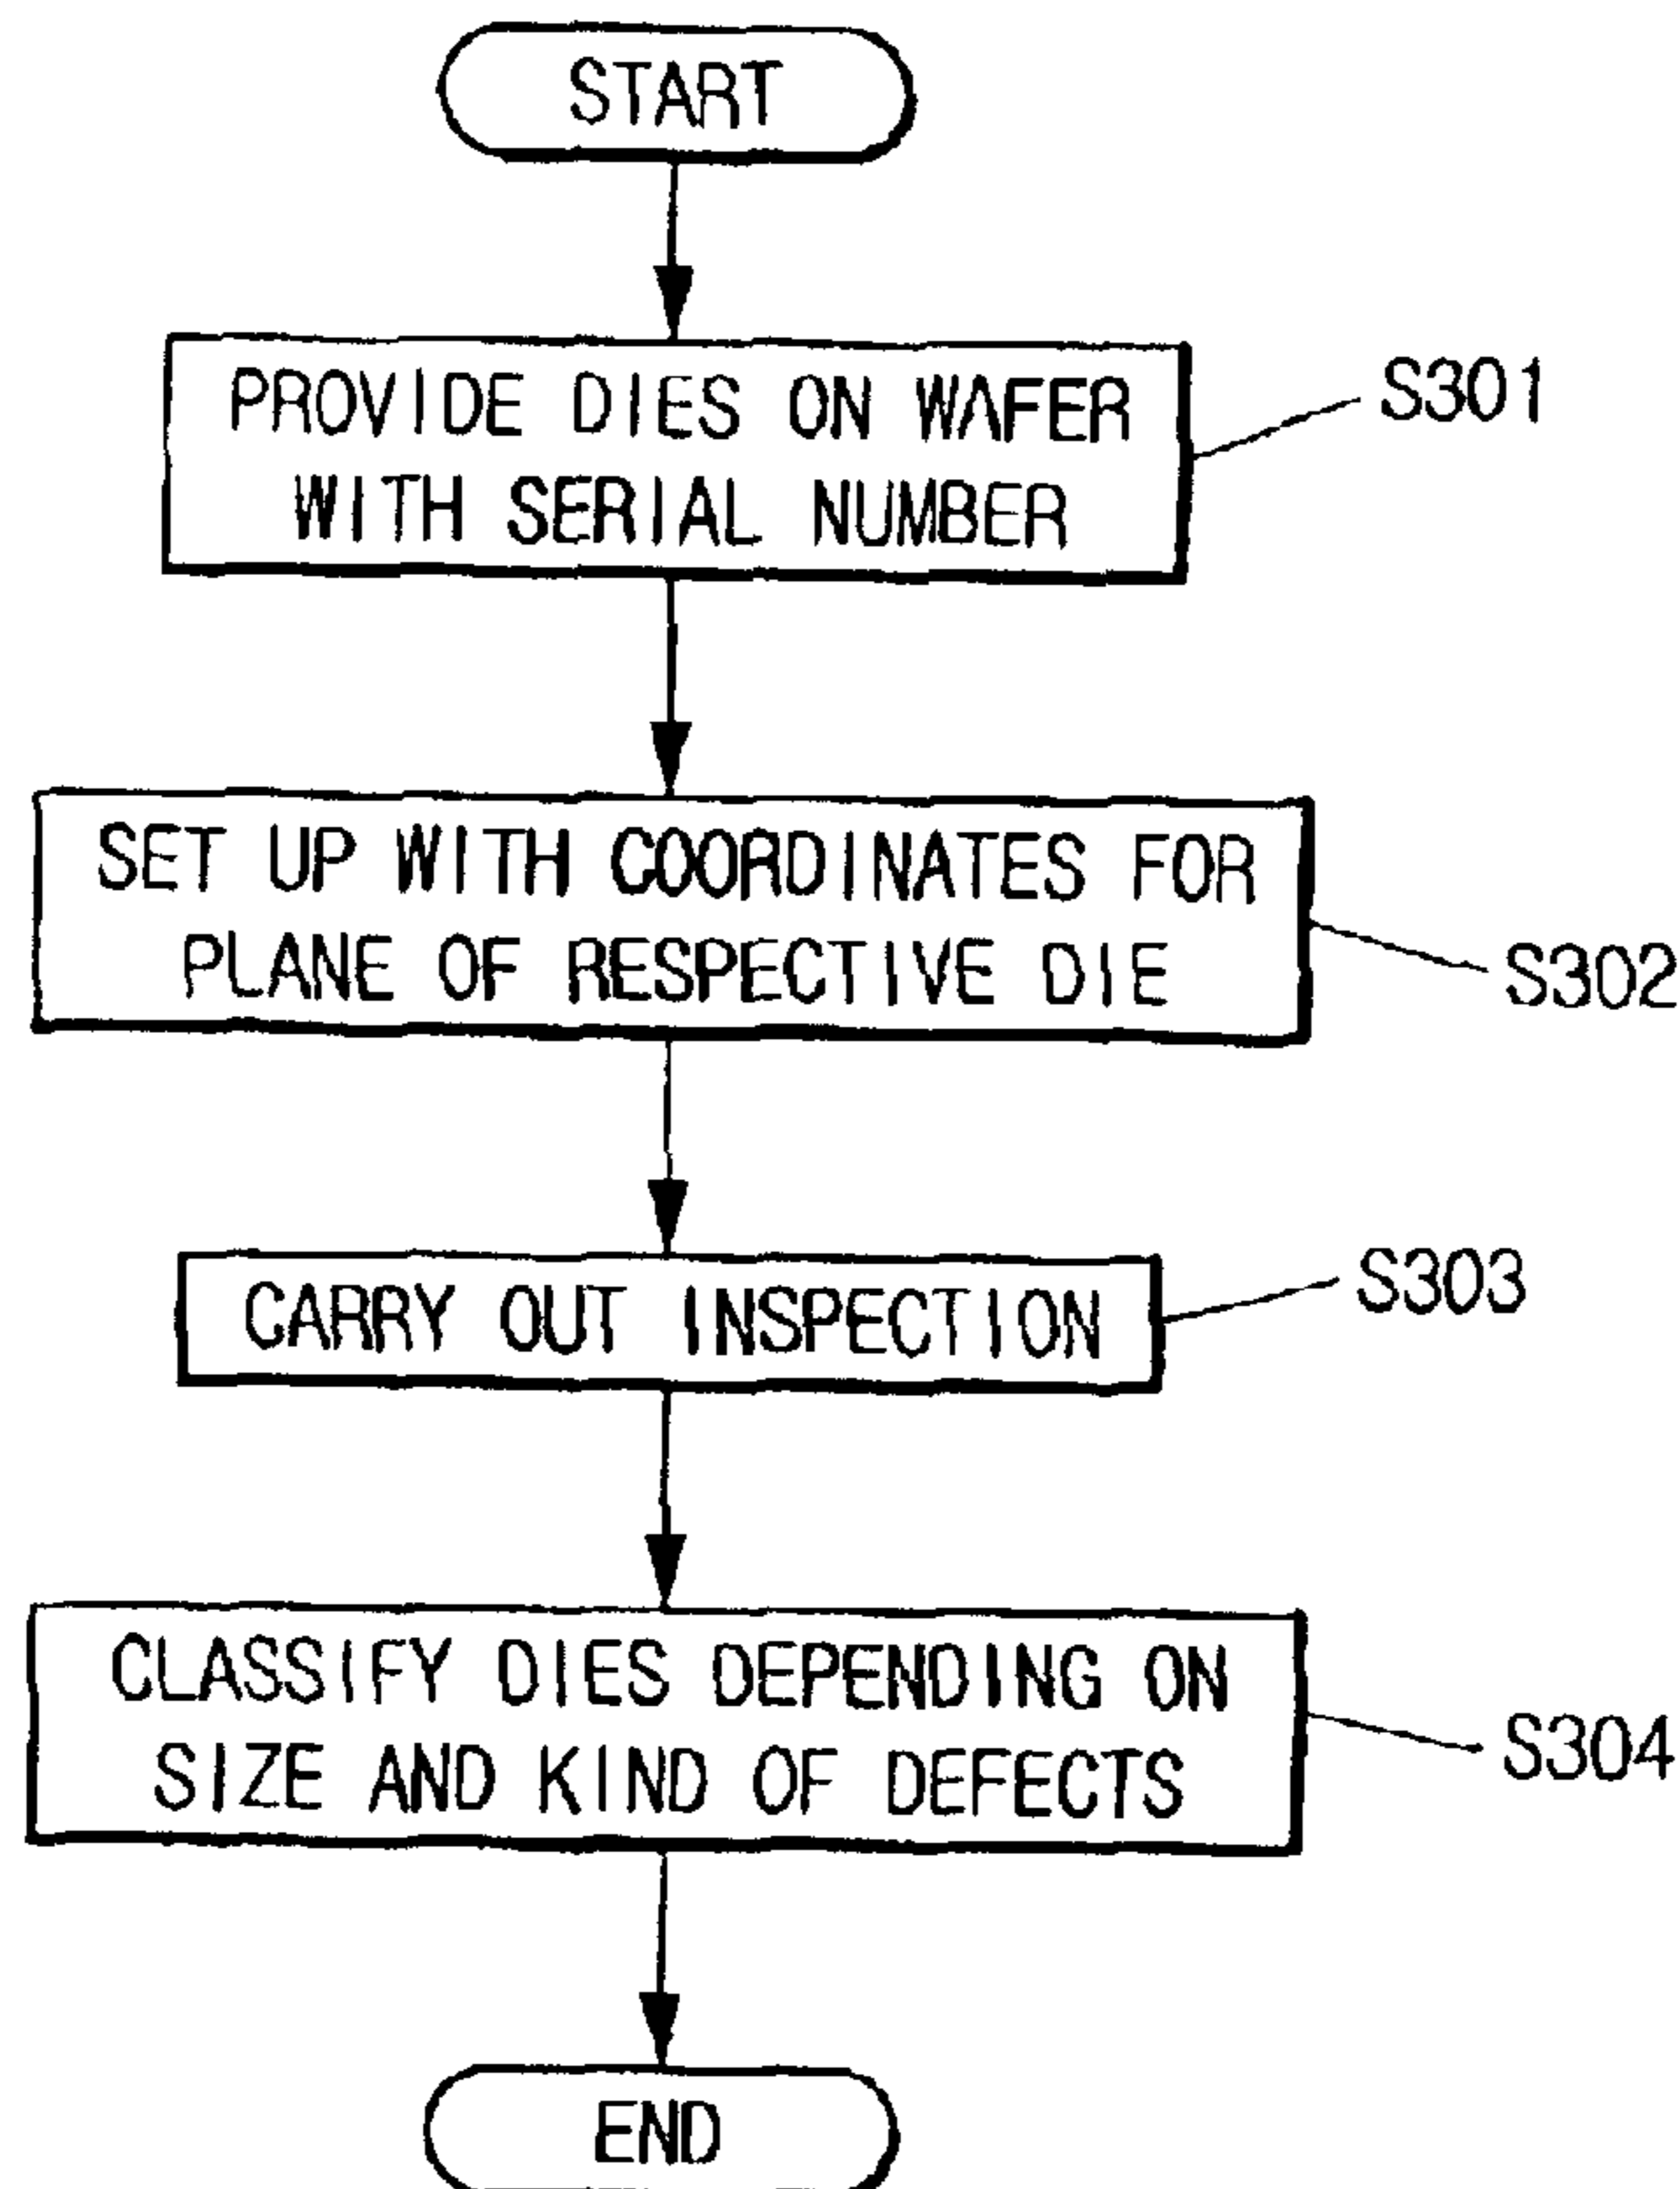 START
PROVIDE DIES ON WAFER
WITH SERIAL NUMBER
S301
SET UP WITH COORDINATES FOR
PLANE OF RESPECTIVE DIE
S302
CARRY OUT INSPECTION
S303
CLASSIFY DIES DEPENDING ON
SIZE AND KIND OF DEFECTS
S304
END